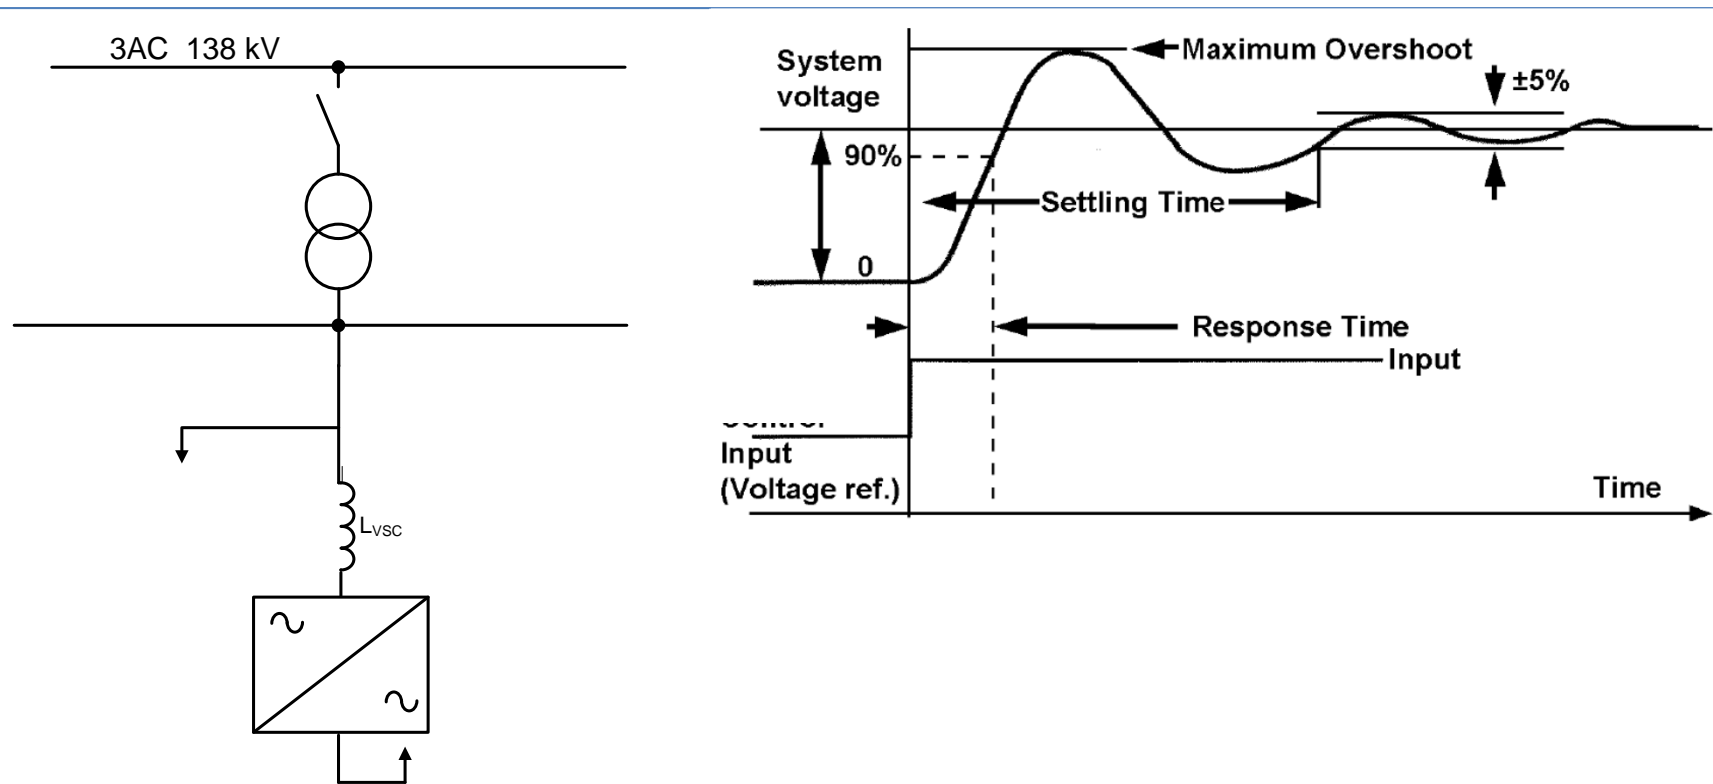 3AC 138 kV
L_VSC
System
voltage
Maximum Overshoot
±5%
90%
Settling Time
0
Response Time
Input
Input
(Voltage ref.)
Time